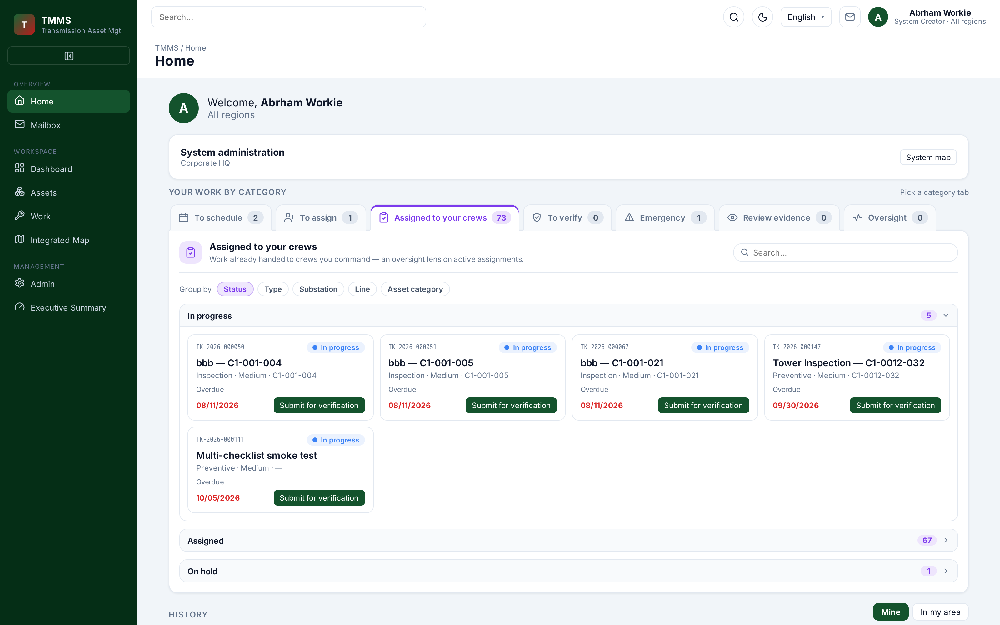 T
TMMS
Transmission Asset Mgt
OVERVIEW
Home
Mailbox
WORKSPACE
Dashboard
Assets
Work
Integrated Map
MANAGEMENT
Admin
Executive Summary
Search...
English
A
Abrham Workie
System Creator · All regions
TMMS / Home
Home
A
Welcome, Abrham Workie
All regions
System administration
Corporate HQ
System map
YOUR WORK BY CATEGORY
Pick a category tab
To schedule 2
To assign 1
Assigned to your crews 73
To verify 0
Emergency 1
Review evidence 0
Oversight 0
Assigned to your crews
Work already handed to crews you command — an oversight lens on active assignments.
Search...
Group by Status Type Substation Line Asset category
In progress 5
TK-2026-000050 In progress
bbb — C1-001-004
Inspection · Medium · C1-001-004
Overdue
08/11/2026 Submit for verification
TK-2026-000051 In progress
bbb — C1-001-005
Inspection · Medium · C1-001-005
Overdue
08/11/2026 Submit for verification
TK-2026-000067 In progress
bbb — C1-001-021
Inspection · Medium · C1-001-021
Overdue
08/11/2026 Submit for verification
TK-2026-000147 In progress
Tower Inspection — C1-0012-032
Preventive · Medium · C1-0012-032
Overdue
09/30/2026 Submit for verification
TK-2026-000111 In progress
Multi-checklist smoke test
Preventive · Medium · —
Overdue
10/05/2026 Submit for verification
Assigned 67
On hold 1
HISTORY
Mine In my area